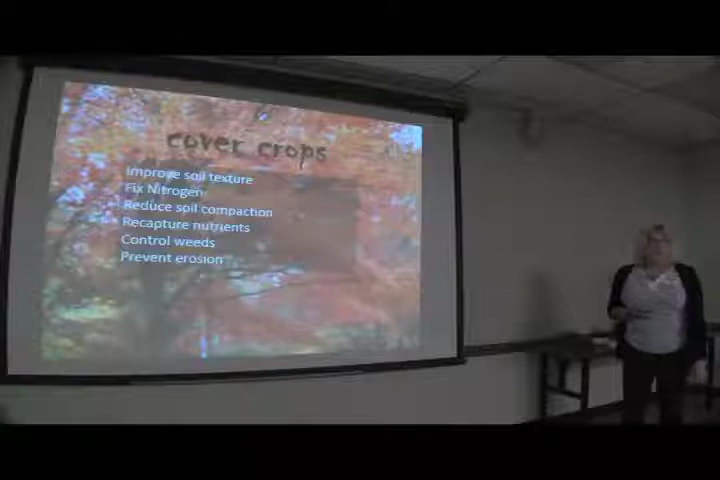 cover crops
Improve soil texture
Fix Nitrogen
Reduce soil compaction
Recapture nutrients
Control weeds
Prevent erosion